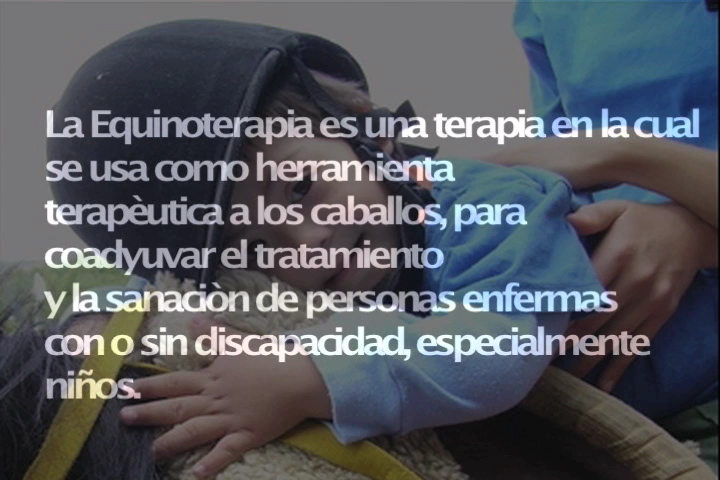 La Equinoterapia es una terapia en la cual
se usa como herramienta
terapèutica a los caballos, para
coadyuvar el tratamiento
y la sanaciòn de personas enfermas
con o sin discapacidad, especialmente
niños.